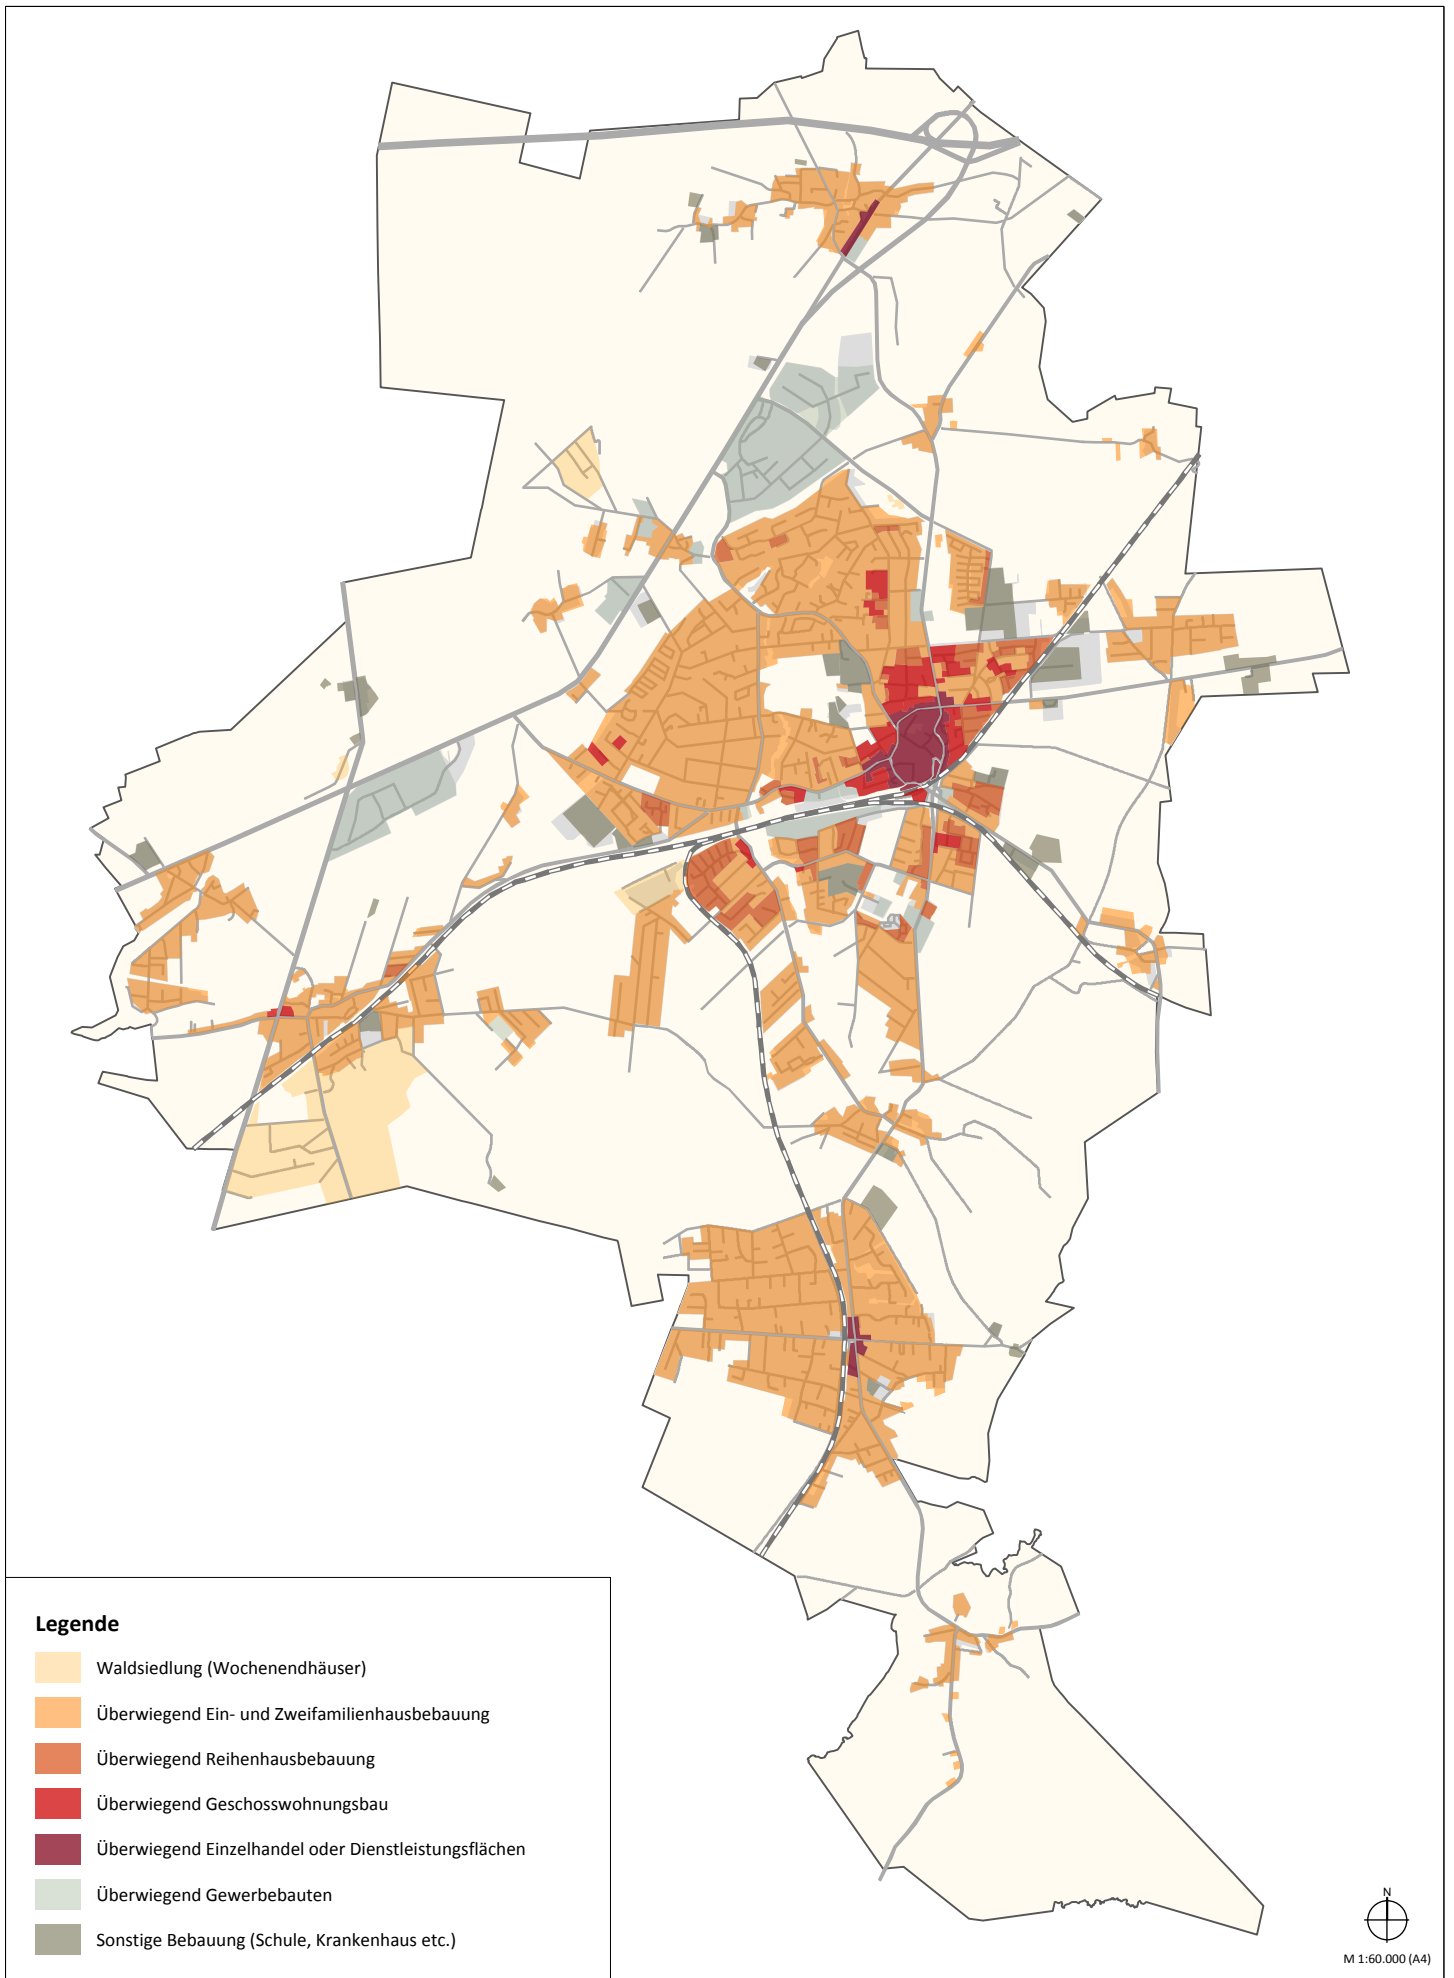 Legende
Waldsiedlung (Wochenendhäuser)
Überwiegend Ein- und Zweifamilienhausbebauung
Überwiegend Reihenhausbebauung
Überwiegend Geschosswohnungsbau
Überwiegend Einzelhandel oder Dienstleistungsflächen
Überwiegend Gewerbebauten
Sonstige Bebauung (Schule, Krankenhaus etc.)
N
M 1:60.000 (A4)